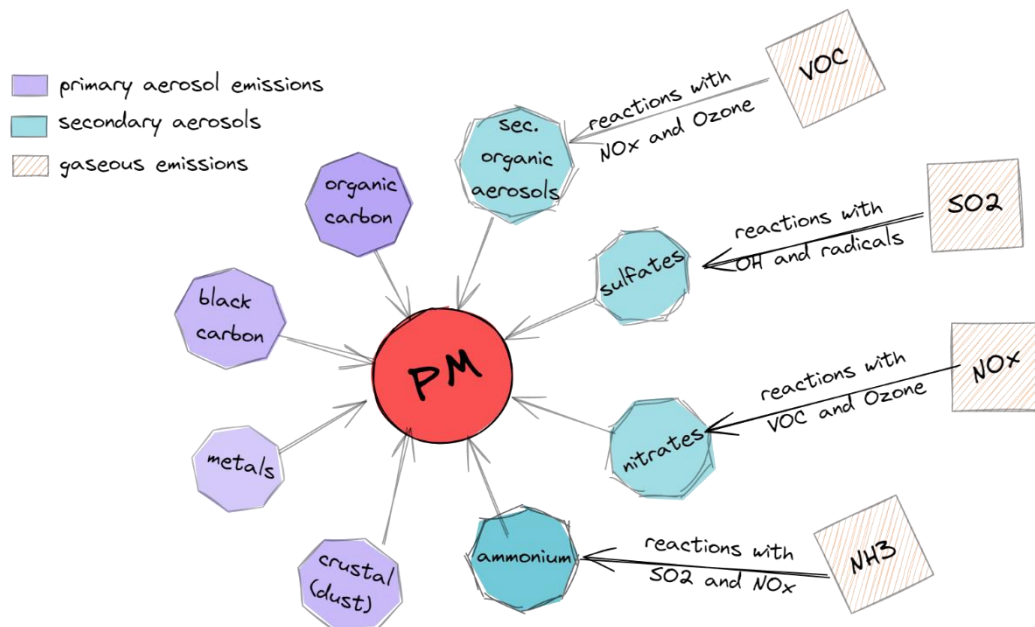 primary aerosol emissions
secondary aerosols
gaseous emissions
VOC
reactions with
NOx and Ozone
sec.
organic
aerosols
organic
carbon
SO2
reactions with
OH and radicals
sulfates
black
carbon
PM
NOx
reactions with
VOC and Ozone
nitrates
metals
ammonium
reactions with
SO2 and NOx
NH3
crustal
(dust)